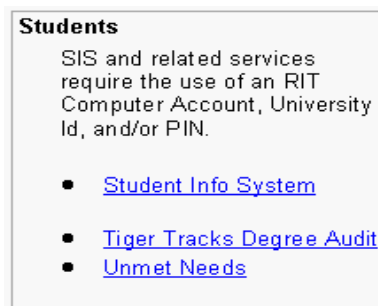 Students
SIS and related services
require the use of an RIT
Computer Account, University
Id, and/or PIN.
Student Info System
Tiger Tracks Degree Audit
Unmet Needs